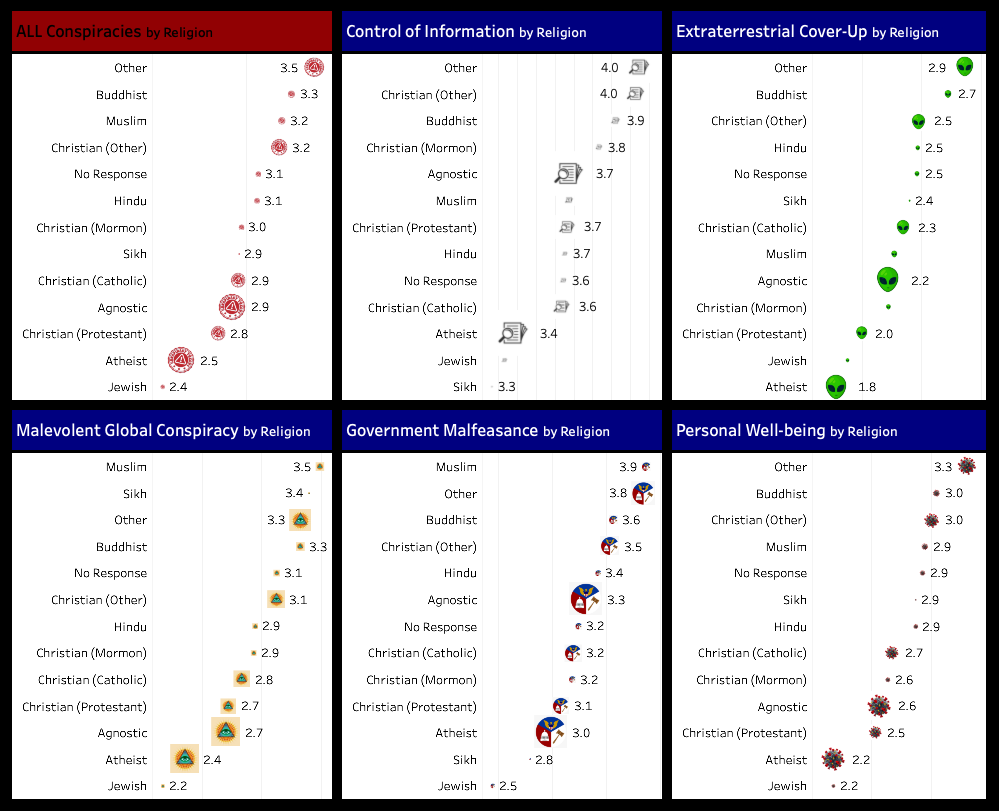 ALL Conspiracies by Religion
Other 3.5
Buddhist 3.3
Muslim 3.2
Christian (Other) 3.2
No Response 3.1
Hindu 3.1
Christian (Mormon) 3.0
Sikh 2.9
Christian (Catholic) 2.9
Agnostic 2.9
Christian (Protestant) 2.8
Atheist 2.5
Jewish 2.4
Control of Information by Religion
Other 4.0
Christian (Other) 4.0
Buddhist 3.9
Christian (Mormon) 3.8
Agnostic 3.7
Muslim
Christian (Protestant) 3.7
Hindu 3.7
No Response 3.6
Christian (Catholic) 3.6
Atheist 3.4
Jewish
Sikh 3.3
Extraterrestrial Cover-Up by Religion
Other 2.9
Buddhist 2.7
Christian (Other) 2.5
Hindu 2.5
No Response 2.5
Sikh 2.4
Christian (Catholic) 2.3
Muslim
Agnostic 2.2
Christian (Mormon)
Christian (Protestant) 2.0
Jewish
Atheist 1.8
Malevolent Global Conspiracy by Religion
Muslim 3.5
Sikh 3.4
Other 3.3
Buddhist 3.3
No Response 3.1
Christian (Other) 3.1
Hindu 2.9
Christian (Mormon) 2.9
Christian (Catholic) 2.8
Christian (Protestant) 2.7
Agnostic 2.7
Atheist 2.4
Jewish 2.2
Government Malfeasance by Religion
Muslim 3.9
Other 3.8
Buddhist 3.6
Christian (Other) 3.5
Hindu 3.4
Agnostic 3.3
No Response 3.2
Christian (Catholic) 3.2
Christian (Mormon) 3.2
Christian (Protestant) 3.1
Atheist 3.0
Sikh 2.8
Jewish 2.5
Personal Well-being by Religion
Other 3.3
Buddhist 3.0
Christian (Other) 3.0
Muslim 2.9
No Response 2.9
Sikh 2.9
Hindu 2.9
Christian (Catholic) 2.7
Christian (Mormon) 2.6
Agnostic 2.6
Christian (Protestant) 2.5
Atheist 2.2
Jewish 2.2